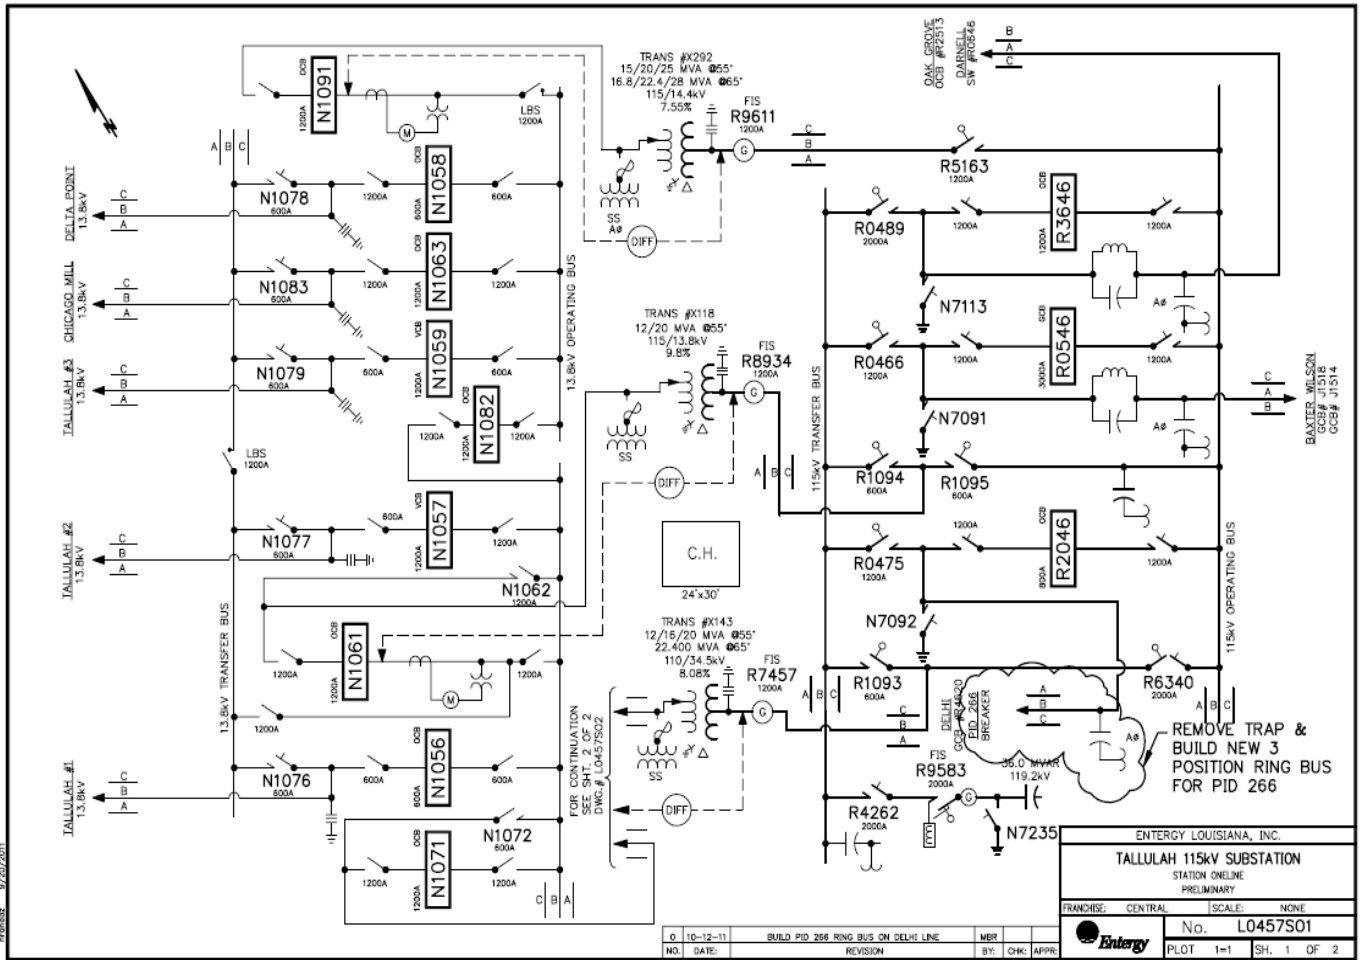 TRANS #X292
15/20/25 MVA @55°
16.8/22.4/28 MVA @65°
115/14.4kV
7.55%
FIS
R9611
1200A
OAK GROVE
OCB #R2513
DARNELL
SW #R0646
B
A
C
OCB
N1091
1200A
M
LBS
1200A
A B C
G
C
B
A
R5163
1200A
DELTA POINT
13.8kV
C
B
A
N1078
600A
1200A
OCB
N1058
600A
600A
SS
AØ
DIFF
R0489
2000A
1200A
OCB
R3646
1200A
1200A
CHICAGO MILL
13.8kV
C
B
A
N1083
600A
1200A
OCB
N1063
1200A
1200A
13.8kV OPERATING BUS
N7113
AØ
TALLULAH #3
13.8kV
C
B
A
N1079
600A
600A
VCB
N1059
1200A
600A
TRANS #X118
12/20 MVA @55°
115/13.8kV
9.8%
FIS
R8934
1200A
G
R0466
1200A
1200A
GCB
R0546
3000A
1200A
115kV TRANSFER BUS
N7091
AØ
C
A
B
BAXTER WILSON
GCB# J1518
GCB# J1514
1200A
OCB
N1082
1200A
1200A
SS
LBS
1200A
DIFF
A B C
R1094
600A
R1095
600A
TALLULAH #2
13.8kV
C
B
A
N1077
600A
600A
VCB
N1057
1200A
1200A
C.H.
24'x30'
R0475
1200A
1200A
OCB
R2046
800A
1200A
115kV OPERATING BUS
N1062
1200A
N7092
13.8kV TRANSFER BUS
1200A
OCB
N1061
1200A
M
1200A
1200A
TRANS #X143
12/16/20 MVA @55°
22.400 MVA @65°
110/34.5kV
8.08%
FIS
R7457
1200A
G
A B C
R1093
600A
R6340
2000A
A B C
C
B
A
DELHI
GCB #R4620
PID 266
BREAKER
A
B
C
AØ
REMOVE TRAP &
BUILD NEW 3
POSITION RING BUS
FOR PID 266
TALLULAH #1
13.8kV
C
B
A
N1076
600A
600A
OCB
N1056
1200A
600A
FOR CONTINUATION
SEE SHT. 2 OF 2
DWG.# L0457S02
SS
DIFF
FIS
R9583
2000A
G
36.0 MVAR
119.2kV
R4262
2000A
N7235
N1072
600A
1200A
OCB
N1071
1200A
1200A
C B A
9/20/2011
ENTERGY LOUISIANA, INC.
TALLULAH 115kV SUBSTATION
STATION ONELINE
PRELIMINARY
FRANCHISE: CENTRAL SCALE: NONE
Entergy
No. L0457S01
PLOT 1=1 SH. 1 OF 2
0 10-12-11 BUILD PID 266 RING BUS ON DELHI LINE MBR
NO. DATE: REVISION BY: CHK: APPR: